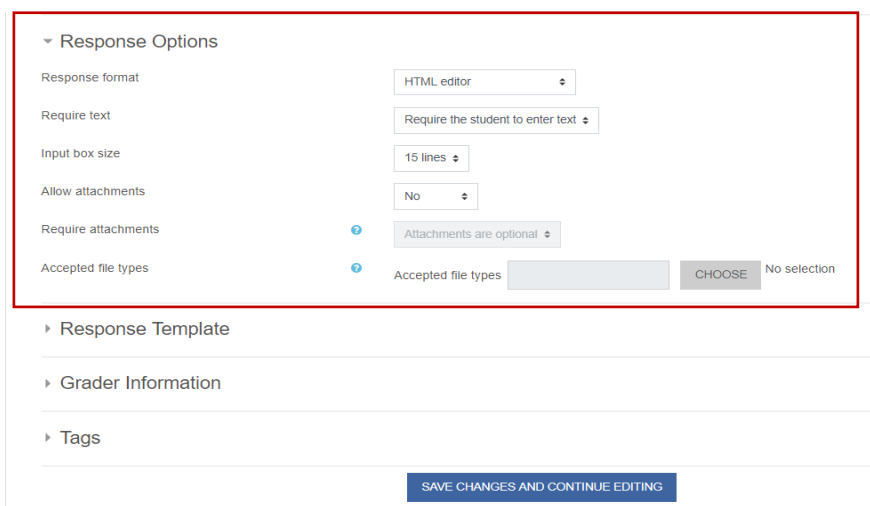 Response Options
Response format HTML editor
Require text Require the student to enter text
Input box size 15 lines
Allow attachments No
Require attachments ? Attachments are optional
Accepted file types ? Accepted file types CHOOSE No selection
Response Template
Grader Information
Tags
SAVE CHANGES AND CONTINUE EDITING